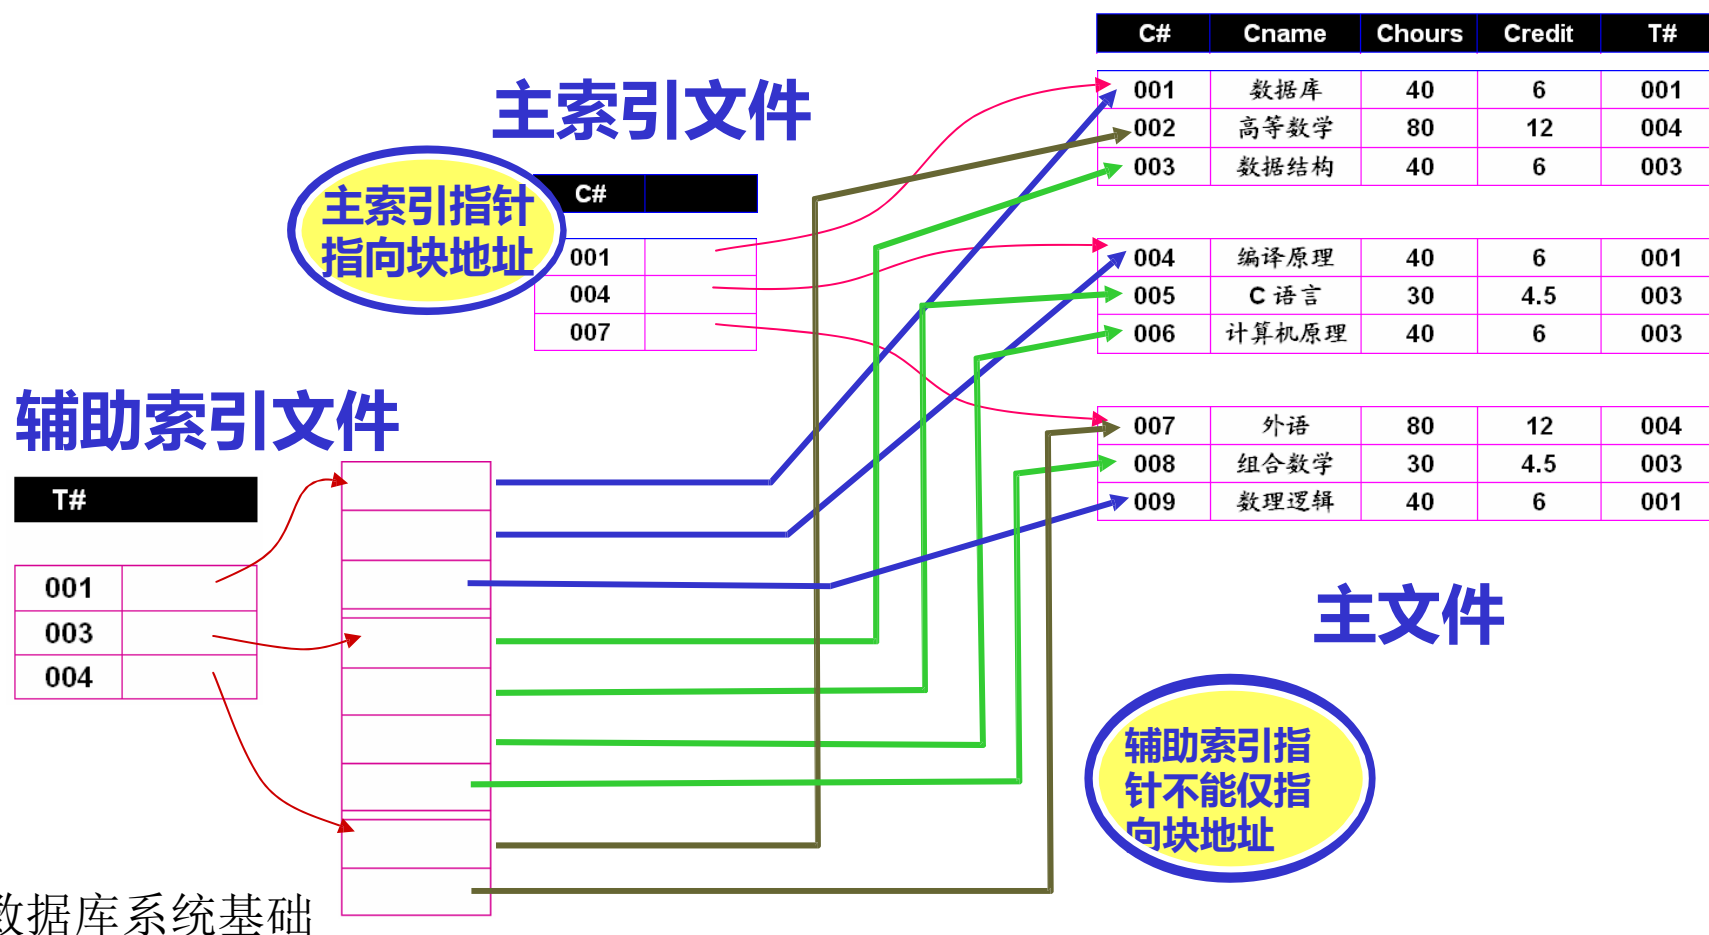 C# Cname Chours Credit T#
001 数据库 40 6 001
002 高等数学 80 12 004
003 数据结构 40 6 003
004 编译原理 40 6 001
005 C 语言 30 4.5 003
006 计算机原理 40 6 003
007 外语 80 12 004
008 组合数学 30 4.5 003
009 数理逻辑 40 6 001
主文件
主索引文件
主索引指针
指向块地址
C#
001
004
007
辅助索引文件
T#
001
003
004
辅助索引指
针不能仅指
向块地址
数据库系统基础